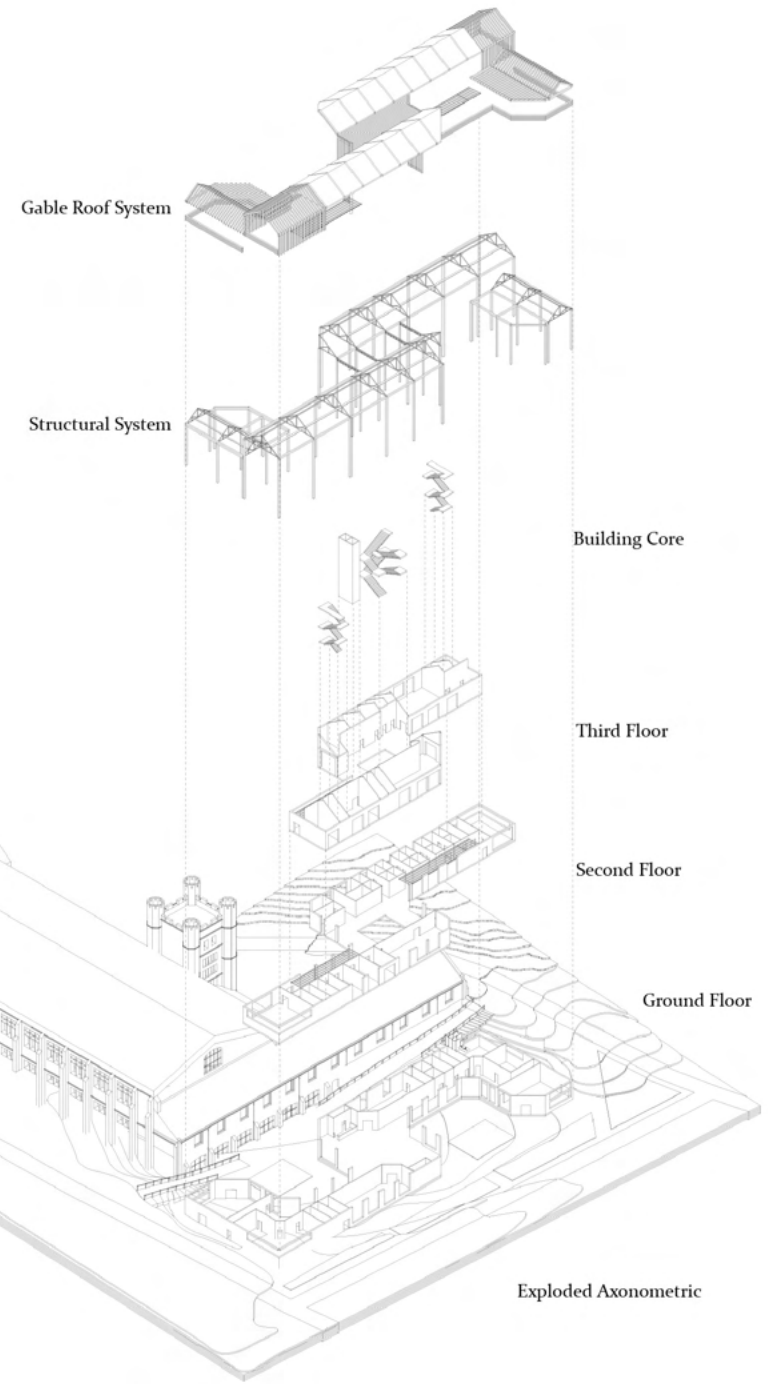 Gable Roof System
Structural System
Building Core
Third Floor
Second Floor
Ground Floor
Exploded Axonometric